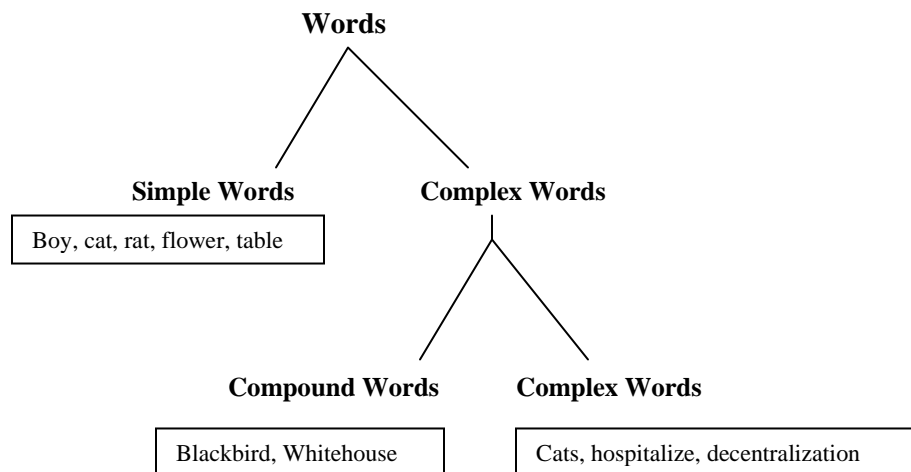 Words
Simple Words
Complex Words
Boy, cat, rat, flower, table
Compound Words
Complex Words
Blackbird, Whitehouse
Cats, hospitalize, decentralization